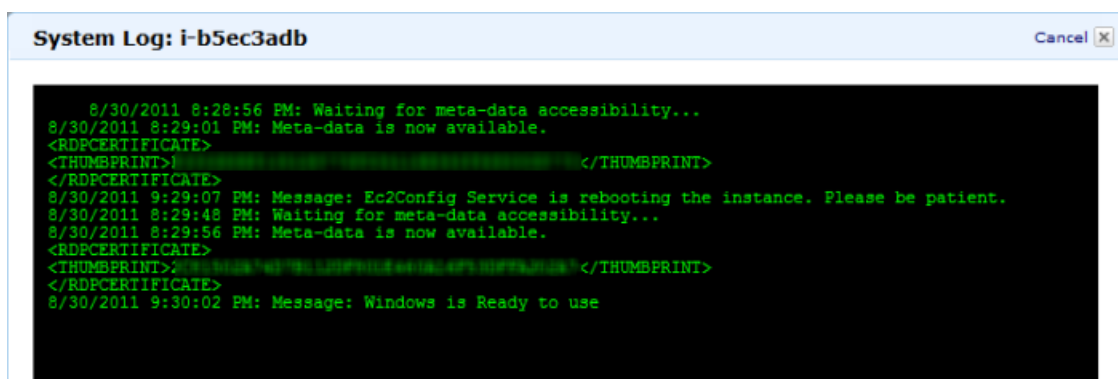 System Log: i-b5ec3adb
Cancel
8/30/2011 8:28:56 PM: Waiting for meta-data accessibility...
8/30/2011 8:29:01 PM: Meta-data is now available.
<RDPCERTIFICATE>
<THUMBPRINT></THUMBPRINT>
</RDPCERTIFICATE>
8/30/2011 9:29:07 PM: Message: Ec2Config Service is rebooting the instance. Please be patient.
8/30/2011 8:29:48 PM: Waiting for meta-data accessibility...
8/30/2011 8:29:56 PM: Meta-data is now available.
<RDPCERTIFICATE>
<THUMBPRINT></THUMBPRINT>
</RDPCERTIFICATE>
8/30/2011 9:30:02 PM: Message: Windows is Ready to use